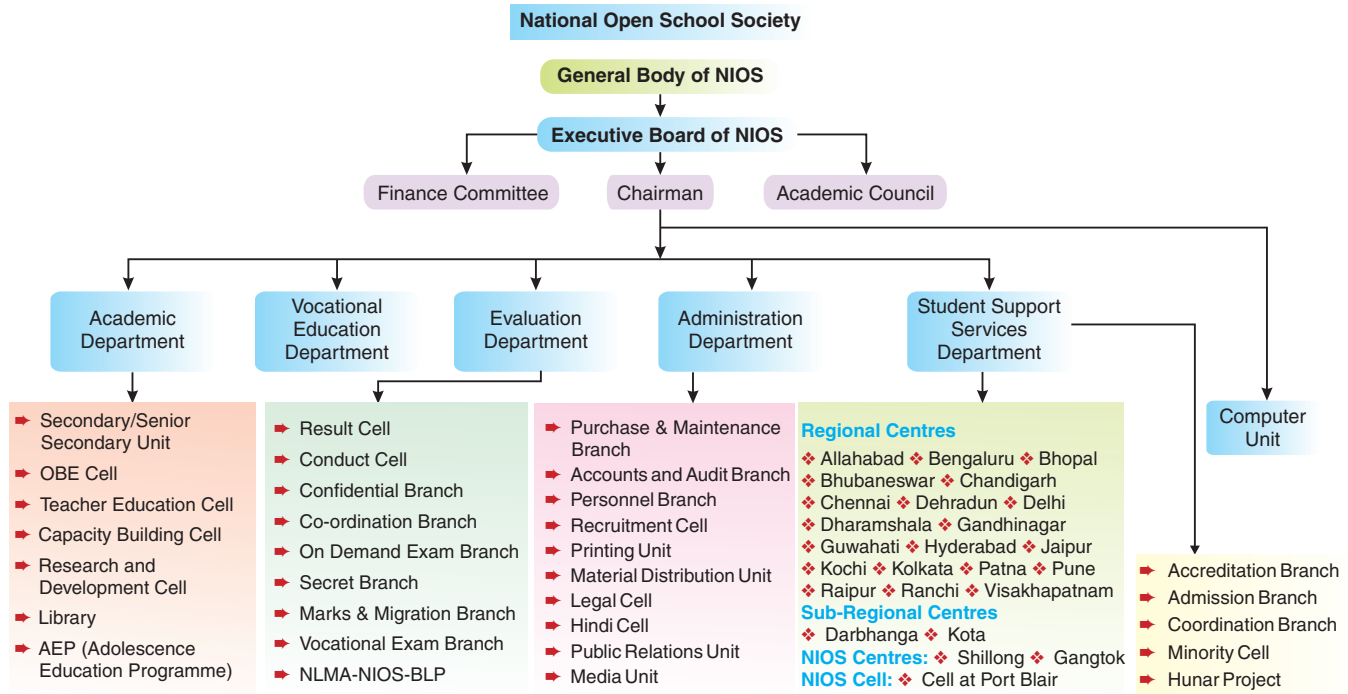 National Open School Society
General Body of NIOS
Executive Board of NIOS
Finance Committee
Chairman
Academic Council
Academic
Department
Vocational
Education
Department
Evaluation
Department
Administration
Department
Student Support
Services
Department
Computer
Unit
Secondary/Senior
Secondary Unit
OBE Cell
Teacher Education Cell
Capacity Building Cell
Research and
Development Cell
Library
AEP (Adolescence
Education Programme)
Result Cell
Conduct Cell
Confidential Branch
Co-ordination Branch
On Demand Exam Branch
Secret Branch
Marks & Migration Branch
Vocational Exam Branch
NLMA-NIOS-BLP
Purchase & Maintenance
Branch
Accounts and Audit Branch
Personnel Branch
Recruitment Cell
Printing Unit
Material Distribution Unit
Legal Cell
Hindi Cell
Public Relations Unit
Media Unit
Regional Centres
❖ Allahabad ❖ Bengaluru ❖ Bhopal
❖ Bhubaneswar ❖ Chandigarh
❖ Chennai ❖ Dehradun ❖ Delhi
❖ Dharamshala ❖ Gandhinagar
❖ Guwahati ❖ Hyderabad ❖ Jaipur
❖ Kochi ❖ Kolkata ❖ Patna ❖ Pune
❖ Raipur ❖ Ranchi ❖ Visakhapatnam
Sub-Regional Centres
❖ Darbhanga ❖ Kota
NIOS Centres: ❖ Shillong ❖ Gangtok
NIOS Cell: ❖ Cell at Port Blair
Accreditation Branch
Admission Branch
Coordination Branch
Minority Cell
Hunar Project